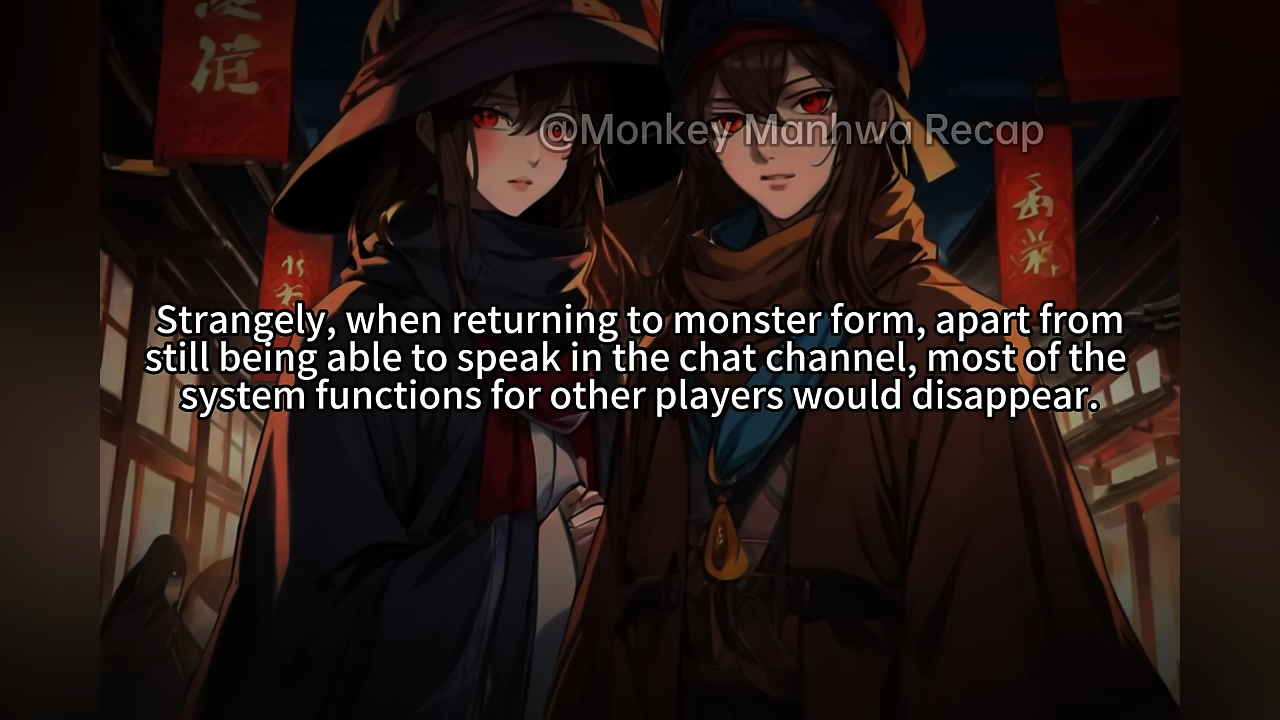 @Monkey Manhwa Recap
Strangely, when returning to monster form, apart from
still being able to speak in the chat channel, most of the
system functions for other players would disappear.